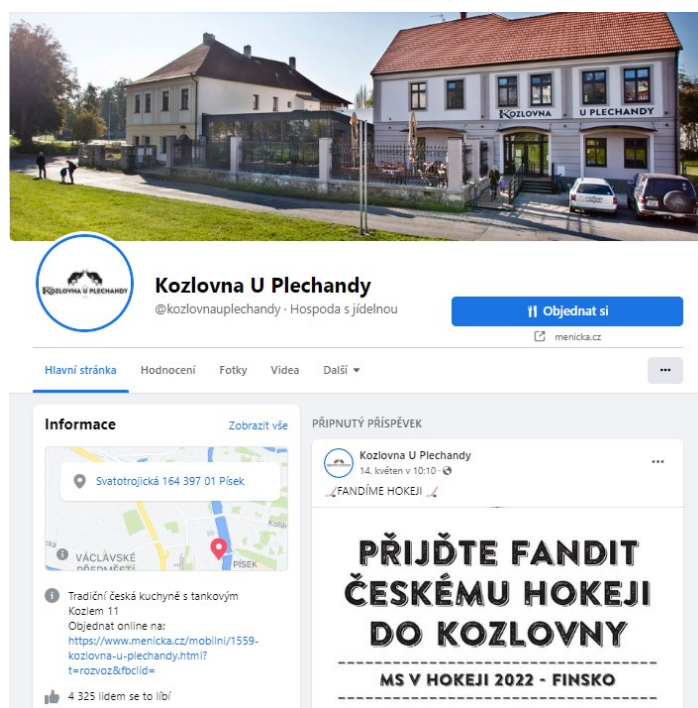 KOZLOVNA U PLECHANDY
KOZLOVNA U PLECHANDY
Kozlovna U Plechandy
@kozlovnauplechandy · Hospoda s jídelnou
Objednat si
menicka.cz
Hlavní stránka Hodnocení Fotky Videa Další
Informace Zobrazit vše
Svatotrojická 164 397 01 Písek
VÁCLAVSKÉ
PŘEDMĚSTÍ
PÍSEK
Tradiční česká kuchyně s tankovým
Kozlem 11
Objednat online na:
https://www.menicka.cz/mobilni/1559-
kozlovna-u-plechandy.html?
t=rozvoz&fbclid=
4 325 lidem se to líbí
PŘIPNUTÝ PŘÍSPĚVEK
Kozlovna U Plechandy
14. květen v 10:10 ·
FANDÍME HOKEJI
PŘIJĎTE FANDIT
ČESKÉMU HOKEJI
DO KOZLOVNY
MS V HOKEJI 2022 - FINSKO